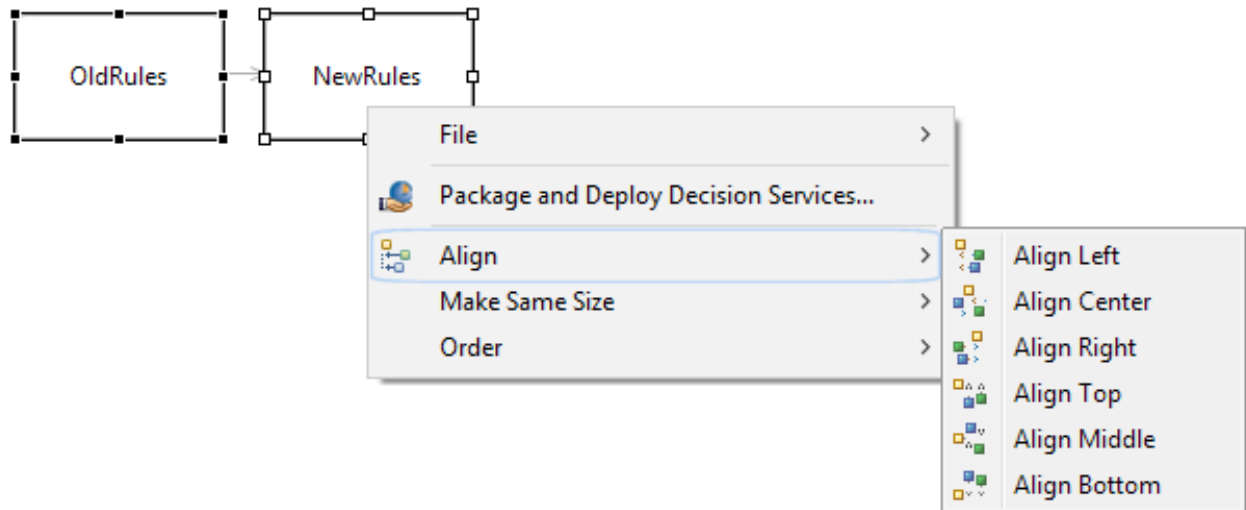 OldRules
NewRules
File
Package and Deploy Decision Services...
Align
Make Same Size
Order
Align Left
Align Center
Align Right
Align Top
Align Middle
Align Bottom